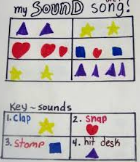 my SOUND song!
Key ~ sounds
1. Clap
2. Snap
3. Stomp
4. hit desk